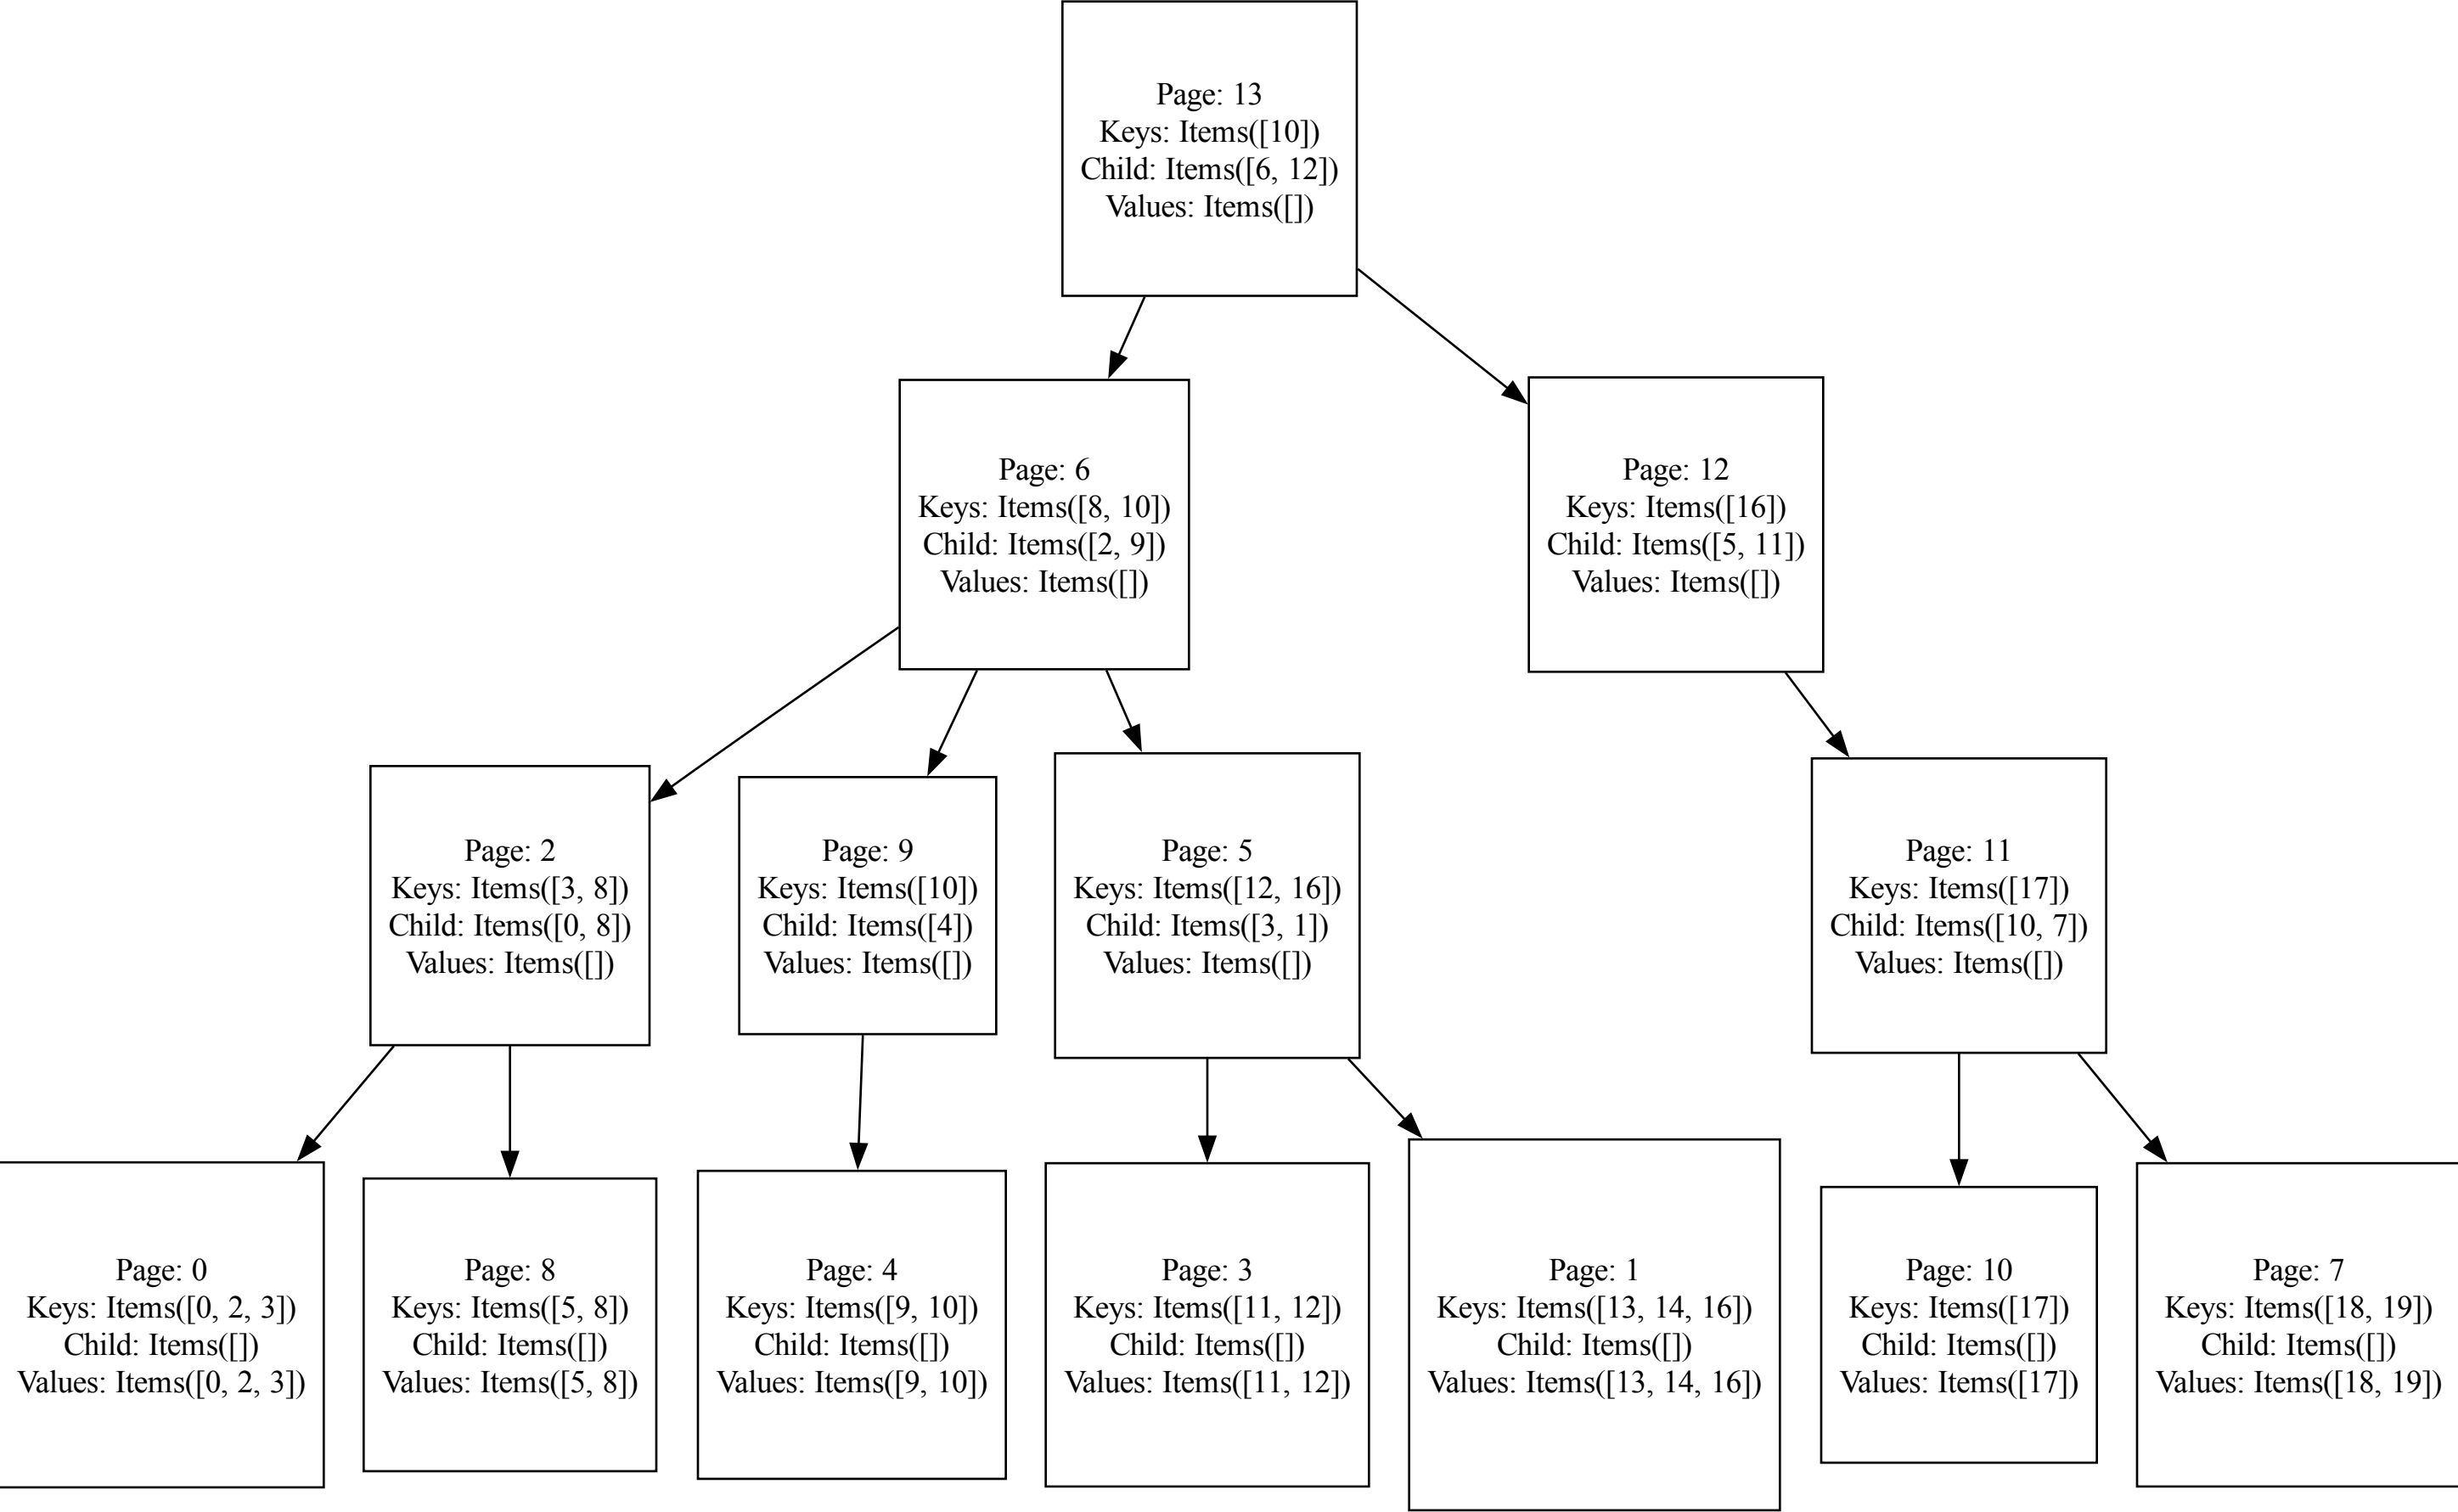 Page: 13
Keys: Items([10])
Child: Items([6, 12])
Values: Items([])
Page: 6
Keys: Items([8, 10])
Child: Items([2, 9])
Values: Items([])
Page: 12
Keys: Items([16])
Child: Items([5, 11])
Values: Items([])
Page: 2
Keys: Items([3, 8])
Child: Items([0, 8])
Values: Items([])
Page: 9
Keys: Items([10])
Child: Items([4])
Values: Items([])
Page: 5
Keys: Items([12, 16])
Child: Items([3, 1])
Values: Items([])
Page: 11
Keys: Items([17])
Child: Items([10, 7])
Values: Items([])
Page: 0
Keys: Items([0, 2, 3])
Child: Items([])
Values: Items([0, 2, 3])
Page: 8
Keys: Items([5, 8])
Child: Items([])
Values: Items([5, 8])
Page: 4
Keys: Items([9, 10])
Child: Items([])
Values: Items([9, 10])
Page: 3
Keys: Items([11, 12])
Child: Items([])
Values: Items([11, 12])
Page: 1
Keys: Items([13, 14, 16])
Child: Items([])
Values: Items([13, 14, 16])
Page: 10
Keys: Items([17])
Child: Items([])
Values: Items([17])
Page: 7
Keys: Items([18, 19])
Child: Items([])
Values: Items([18, 19])